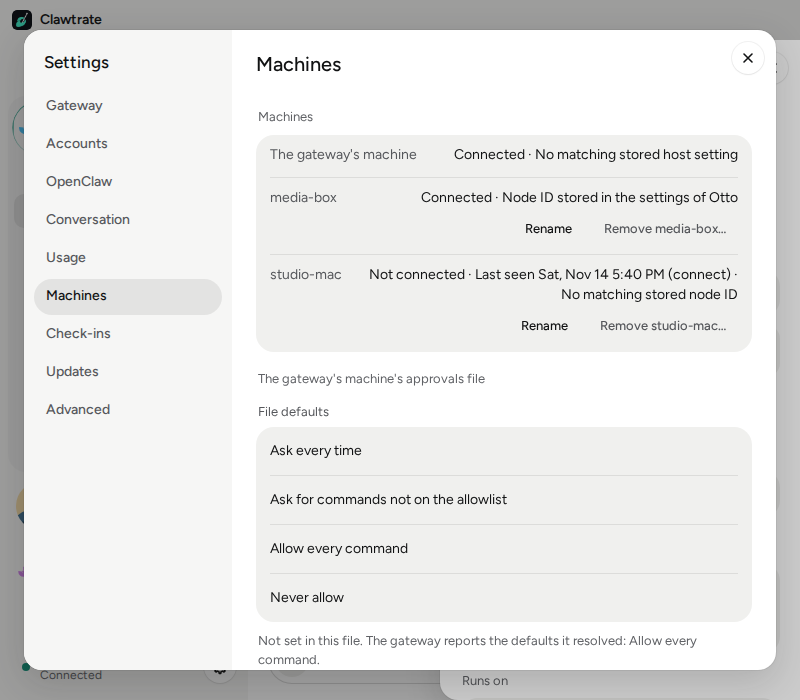 Clawtrate
Settings
Gateway
Accounts
OpenClaw
Conversation
Usage
Machines
Check-ins
Updates
Advanced
Connected
Machines
Machines
The gateway's machine Connected · No matching stored host setting
media-box Connected · Node ID stored in the settings of Otto
Rename Remove media-box...
studio-mac Not connected · Last seen Sat, Nov 14 5:40 PM (connect) ·
No matching stored node ID
Rename Remove studio-mac...
The gateway's machine's approvals file
File defaults
Ask every time
Ask for commands not on the allowlist
Allow every command
Never allow
Not set in this file. The gateway reports the defaults it resolved: Allow every
command.
Runs on